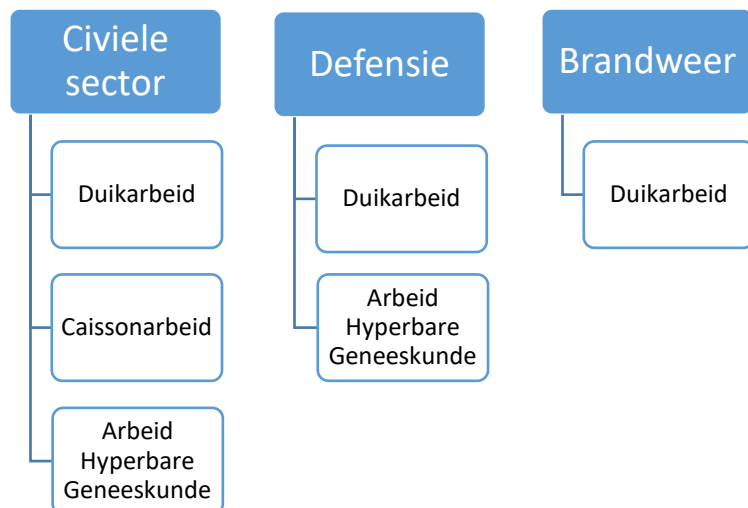 Civiele
sector
Duikarbeid
Caissonarbeid
Arbeid
Hyperbare
Geneeskunde
Defensie
Duikarbeid
Arbeid
Hyperbare
Geneeskunde
Brandweer
Duikarbeid